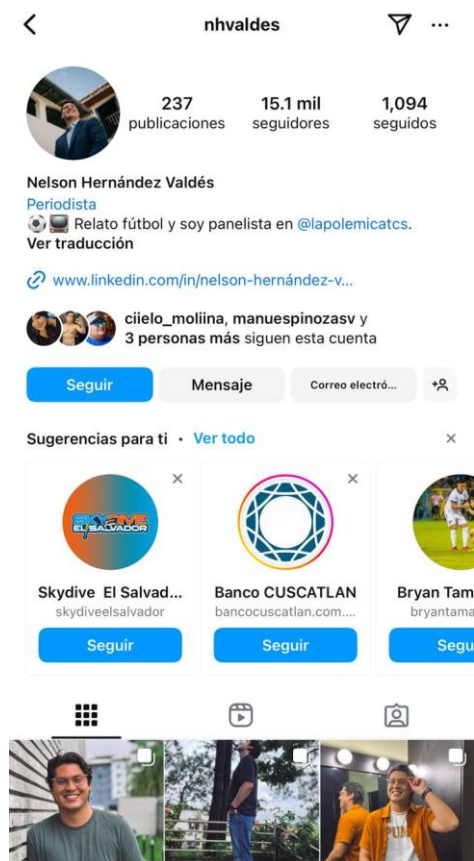 nhvaldes
237
publicaciones
15.1 mil
seguidores
1,094
seguidos
Nelson Hernández Valdés
Periodista
⚽📺 Relato fútbol y soy panelista en @lapolemicatcs.
Ver traducción
www.linkedin.com/in/nelson-hernández-v...
ciielo_moliina, manuespinozasv y
3 personas más siguen esta cuenta
Seguir
Mensaje
Correo electró...
Sugerencias para ti • Ver todo
SKYDIVE
EL SALVADOR
Skydive El Salvad...
skydiveelsalvador
Seguir
Banco CUSCATLAN
bancocuscatlan.com....
Seguir
Bryan Tam
bryantama
Segu
PUM